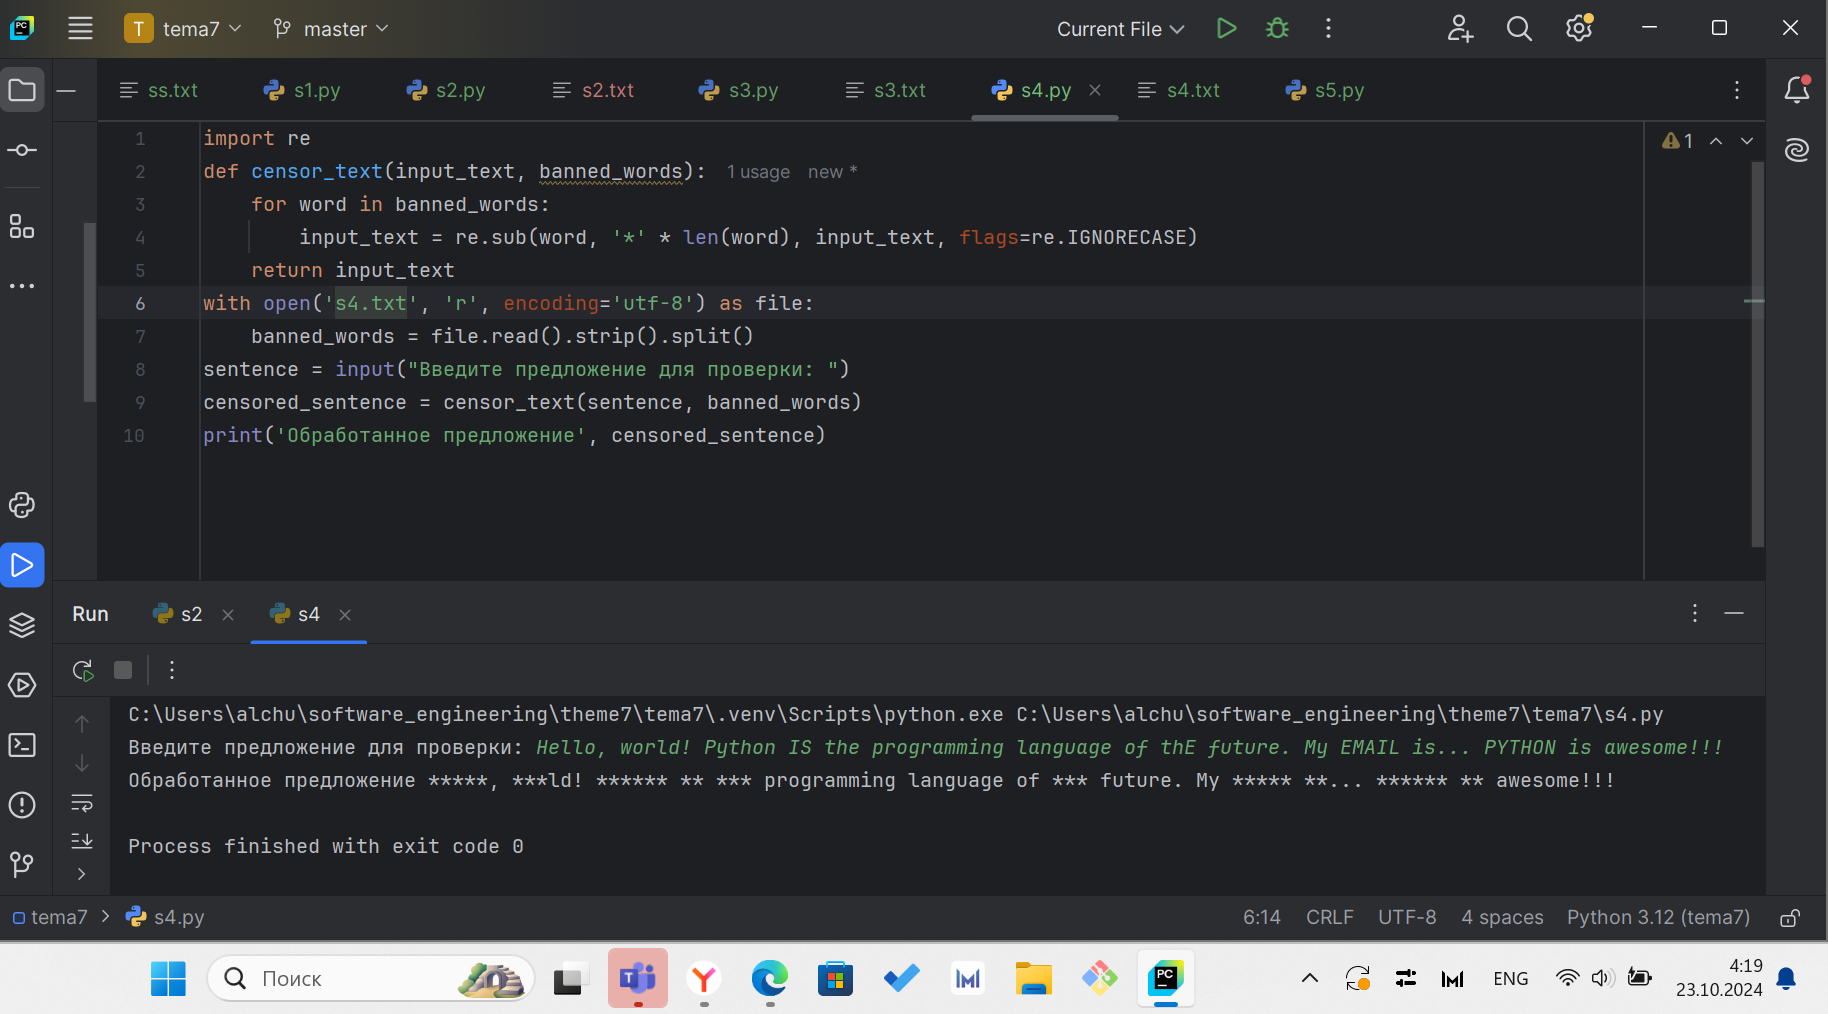 PC T tema7 master Current File
ss.txt s1.py s2.py s2.txt s3.py s3.txt s4.py s4.txt s5.py
1 import re
2 def censor_text(input_text, banned_words): 1 usage new *
3 for word in banned_words:
4 input_text = re.sub(word, '*' * len(word), input_text, flags=re.IGNORECASE)
5 return input_text
6 with open('s4.txt', 'r', encoding='utf-8') as file:
7 banned_words = file.read().strip().split()
8 sentence = input("Введите предложение для проверки: ")
9 censored_sentence = censor_text(sentence, banned_words)
10 print('Обработанное предложение', censored_sentence)
1
Run s2 s4
C:\Users\alchu\software_engineering\theme7\tema7\.venv\Scripts\python.exe C:\Users\alchu\software_engineering\theme7\tema7\s4.py
Введите предложение для проверки: Hello, world! Python IS the programming language of thE future. My EMAIL is... PYTHON is awesome!!!
Обработанное предложение *****, ***ld! ****** ** *** programming language of *** future. My ***** **... ****** ** awesome!!!
Process finished with exit code 0
tema7 > s4.py 6:14 CRLF UTF-8 4 spaces Python 3.12 (tema7)
Поиск ENG 4:19
23.10.2024